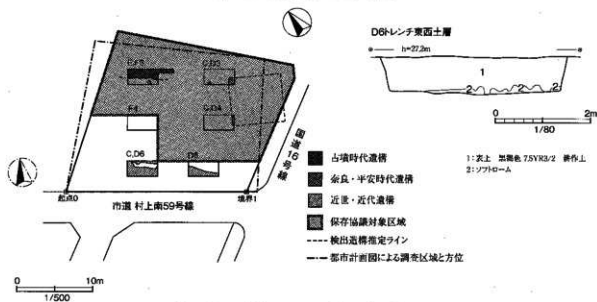 D6トレンチ東西土層
h=27.2m
1
2
2
2
0
2m
1/80
1：表土 黒褐色 7.5YR3/2 耕作土
2：ソフトローム
F4
C,D4
C,D6
D6
国道16号線
起点0
境界1
市道 村上南59号線
古墳時代遺構
奈良・平安時代遺構
近世・近代遺構
保存協議対象区域
検出遺構推定ライン
都市計画図による調査区域と方位
0
10m
1/500